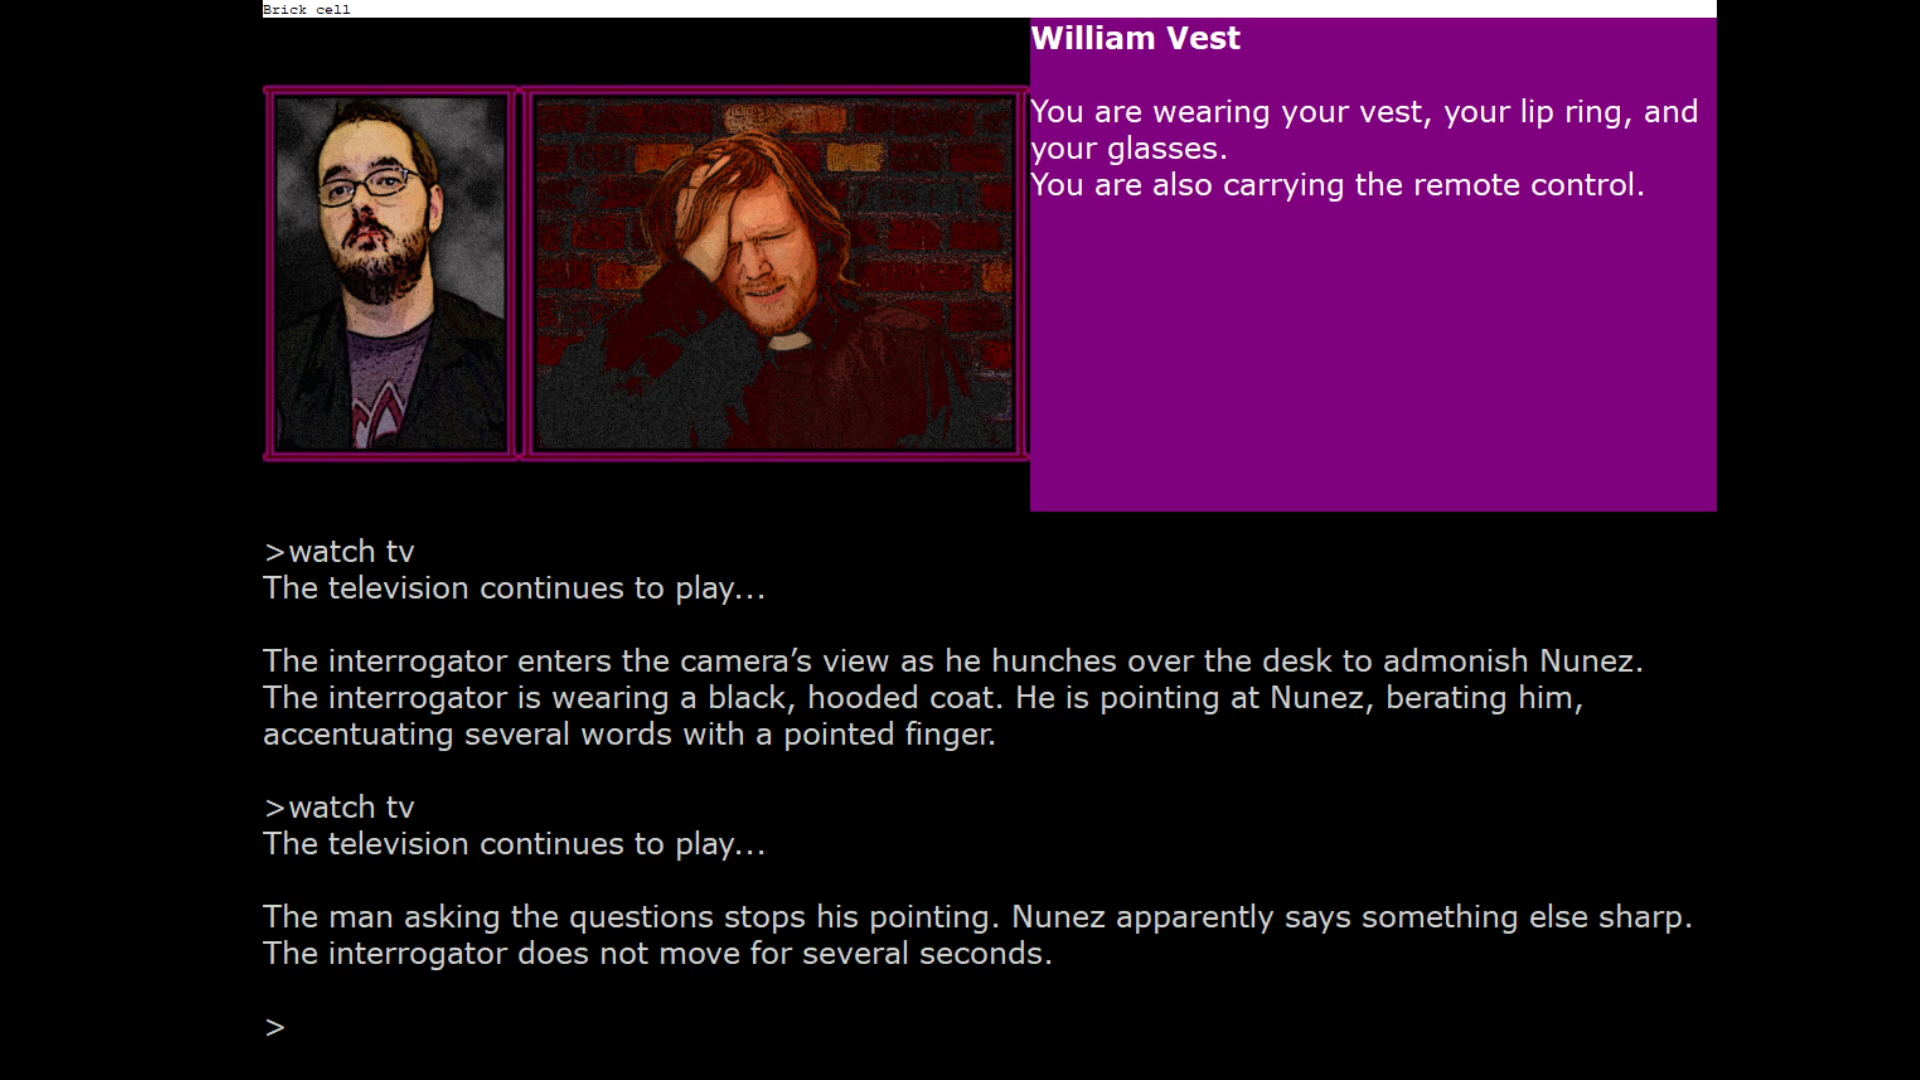 Brick cell
William Vest
You are wearing your vest, your lip ring, and
your glasses.
You are also carrying the remote control.
>watch tv
The television continues to play...
The interrogator enters the camera’s view as he hunches over the desk to admonish Nunez.
The interrogator is wearing a black, hooded coat. He is pointing at Nunez, berating him,
accentuating several words with a pointed finger.
>watch tv
The television continues to play...
The man asking the questions stops his pointing. Nunez apparently says something else sharp.
The interrogator does not move for several seconds.
>